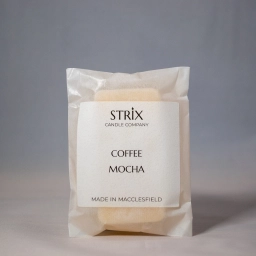 STRIX
CANDLE COMPANY
COFFEE
MOCHA
MADE IN MACCLESFIELD